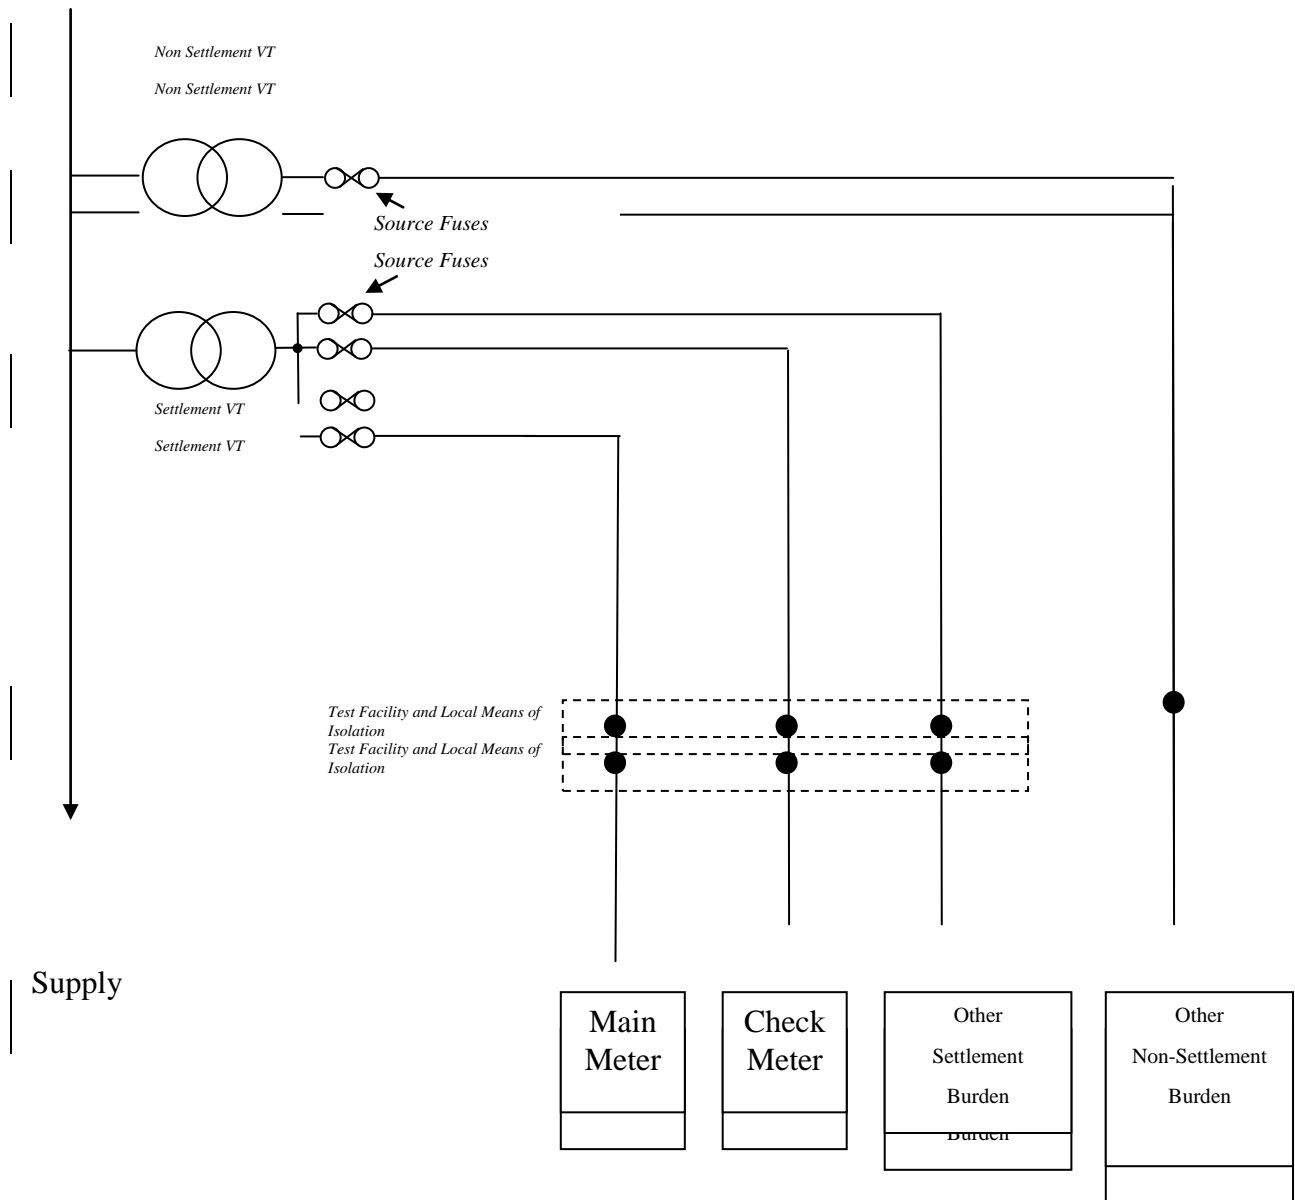 Non Settlement VT
Non Settlement VT
Source Fuses
Source Fuses
Settlement VT
Settlement VT
Test Facility and Local Means of
Isolation
Test Facility and Local Means of
Isolation
Supply
Main
Meter
Check
Meter
Other
Settlement
Burden
Burden
Other
Non-Settlement
Burden